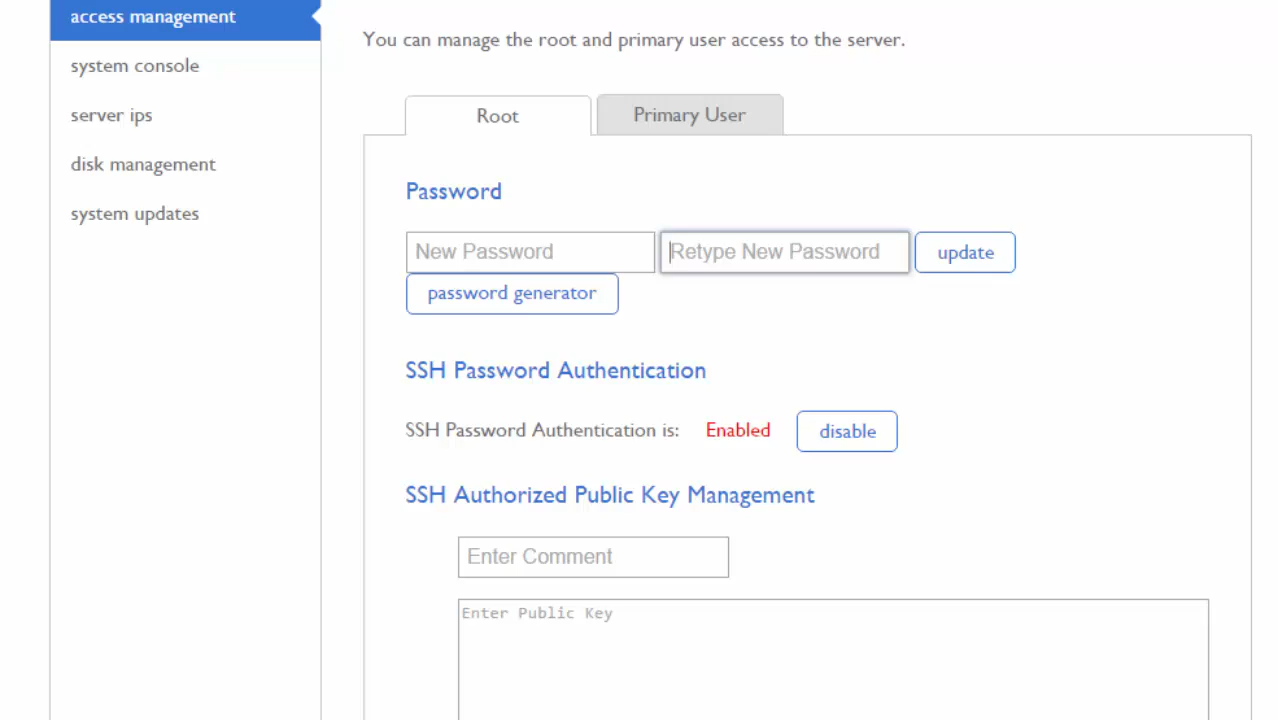 access management
system console
server ips
disk management
system updates
You can manage the root and primary user access to the server.
Root
Primary User
Password
New Password
Retype New Password
update
password generator
SSH Password Authentication
SSH Password Authentication is: Enabled
disable
SSH Authorized Public Key Management
Enter Comment
Enter Public Key